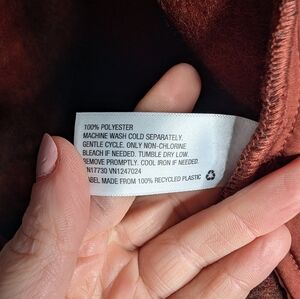 100% POLYESTER
MACHINE WASH COLD SEPARATELY.
GENTLE CYCLE. ONLY NON-CHLORINE
BLEACH IF NEEDED. TUMBLE DRY LOW.
REMOVE PROMPTLY. COOL IRON IF NEEDED.
N17730 VN1247024
ABEL MADE FROM 100% RECYCLED PLASTIC